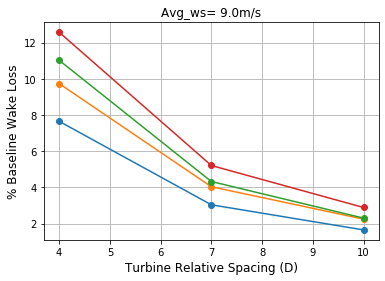 Avg_ws= 9.0m/s
12
10
8
6
4
2
% Baseline Wake Loss
4 5 6 7 8 9 10
Turbine Relative Spacing (D)